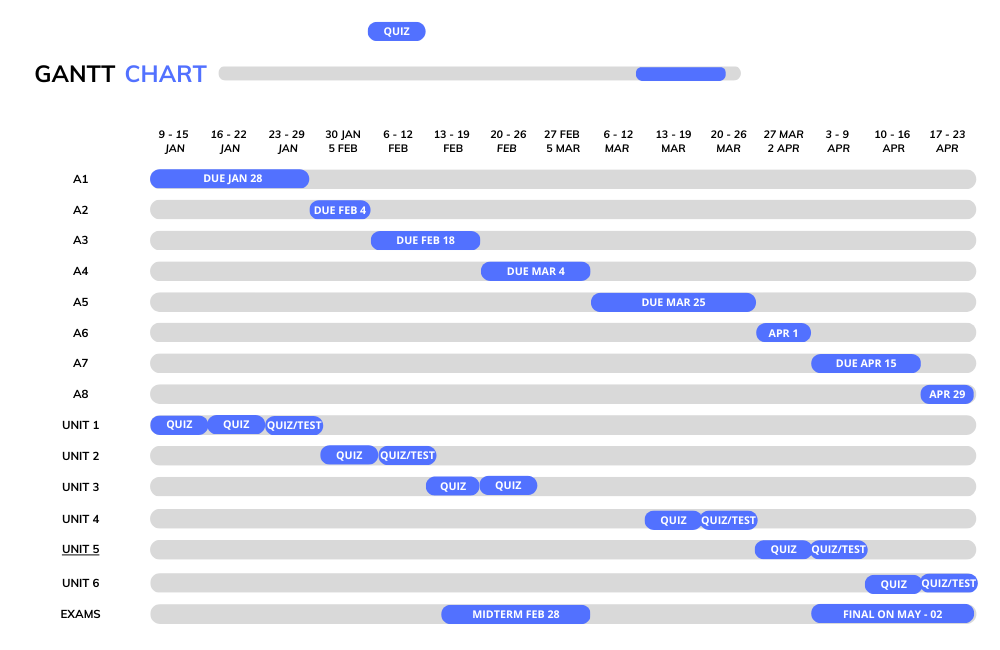 QUIZ
GANTT CHART
9 - 15 JAN
16 - 22 JAN
23 - 29 JAN
30 JAN 5 FEB
6 - 12 FEB
13 - 19 FEB
20 - 26 FEB
27 FEB 5 MAR
6 - 12 MAR
13 - 19 MAR
20 - 26 MAR
27 MAR 2 APR
3 - 9 APR
10 - 16 APR
17 - 23 APR
A1 DUE JAN 28
A2 DUE FEB 4
A3 DUE FEB 18
A4 DUE MAR 4
A5 DUE MAR 25
A6 APR 1
A7 DUE APR 15
A8 APR 29
UNIT 1 QUIZ QUIZ QUIZ/TEST
UNIT 2 QUIZ QUIZ/TEST
UNIT 3 QUIZ QUIZ
UNIT 4 QUIZ QUIZ/TEST
UNIT 5 QUIZ QUIZ/TEST
UNIT 6 QUIZ QUIZ/TEST
EXAMS MIDTERM FEB 28 FINAL ON MAY - 02